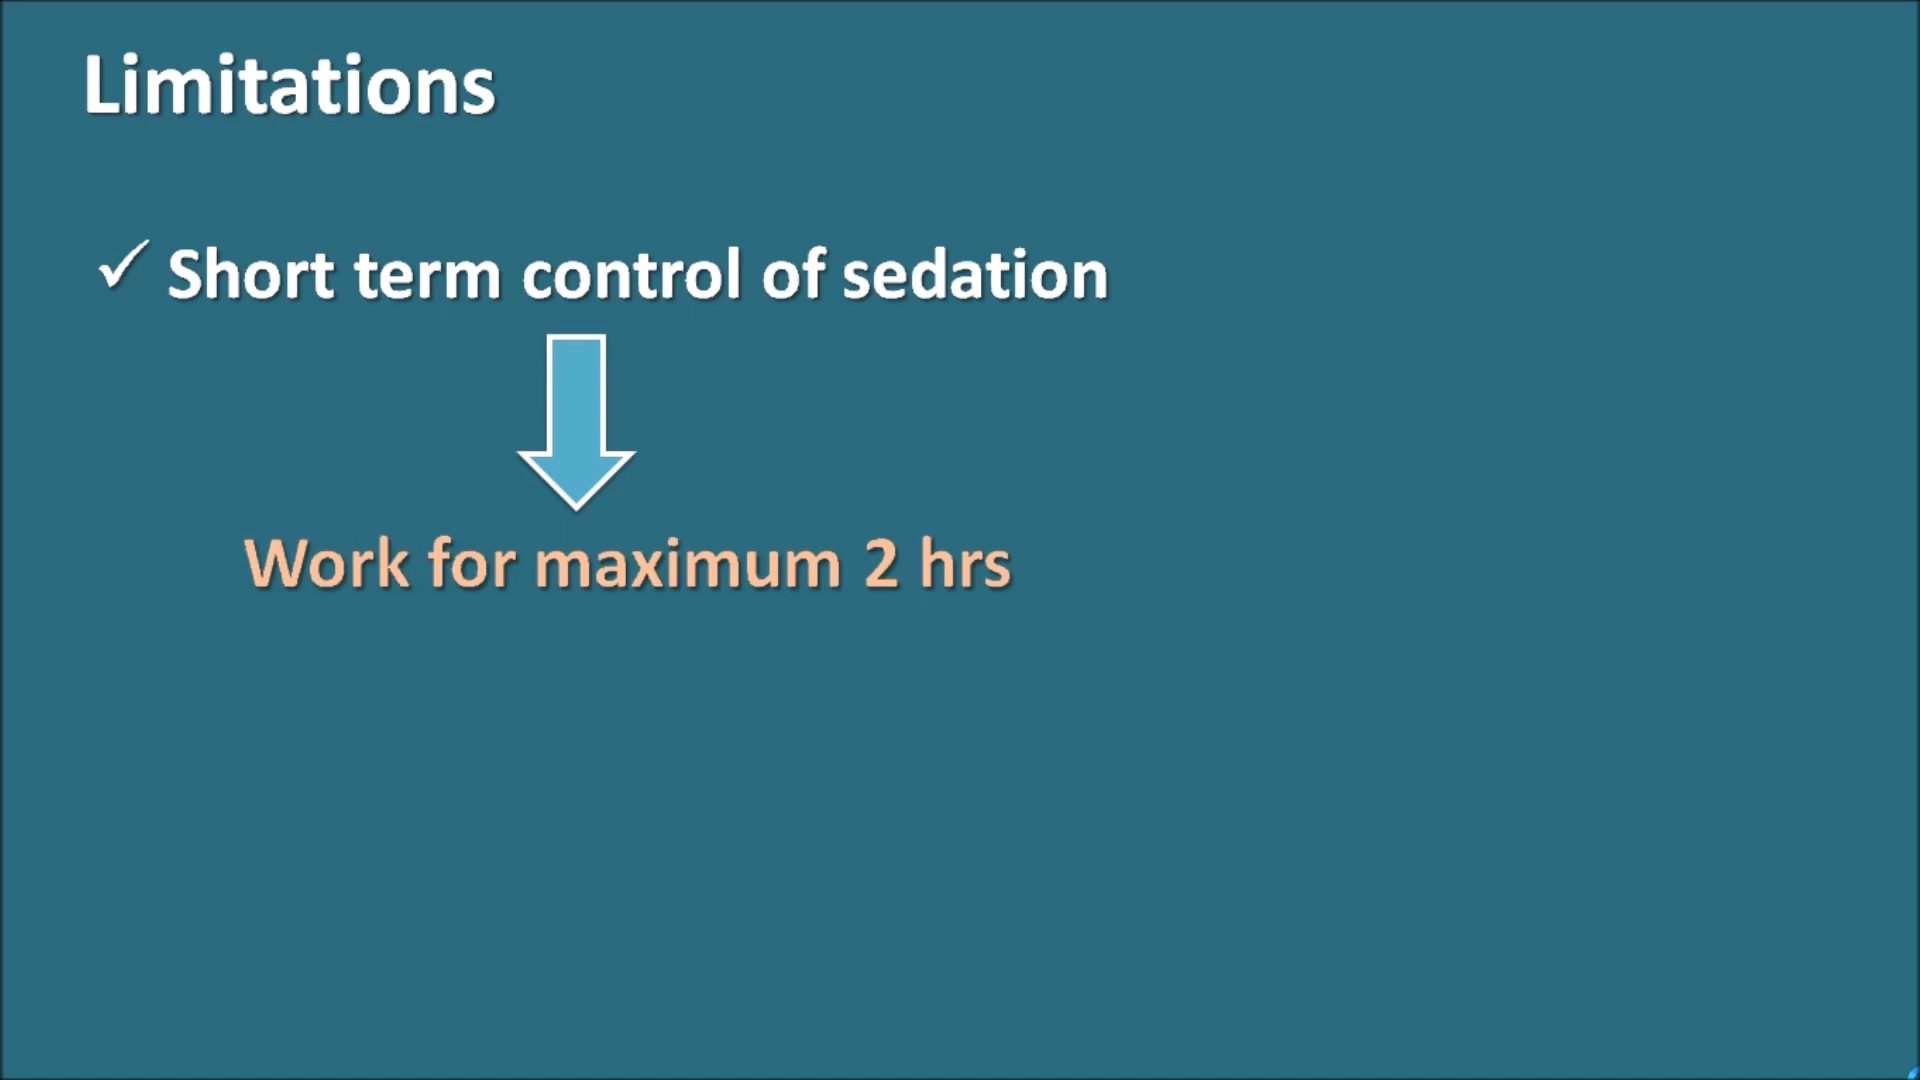 Limitations
✓ Short term control of sedation
Work for maximum 2 hrs